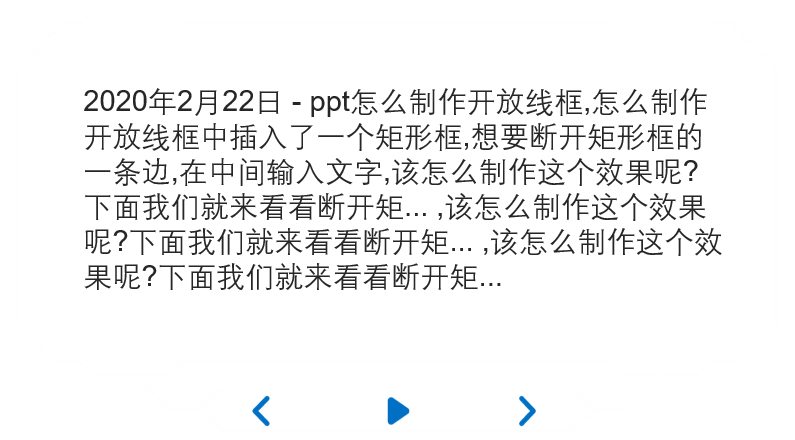 2020年2月22日 - ppt怎么制作开放线框,怎么制作
开放线框中插入了一个矩形框,想要断开矩形框的
一条边,在中间输入文字,该怎么制作这个效果呢?
下面我们就来看看断开矩... ,该怎么制作这个效果
呢?下面我们就来看看断开矩... ,该怎么制作这个效
果呢?下面我们就来看看断开矩...